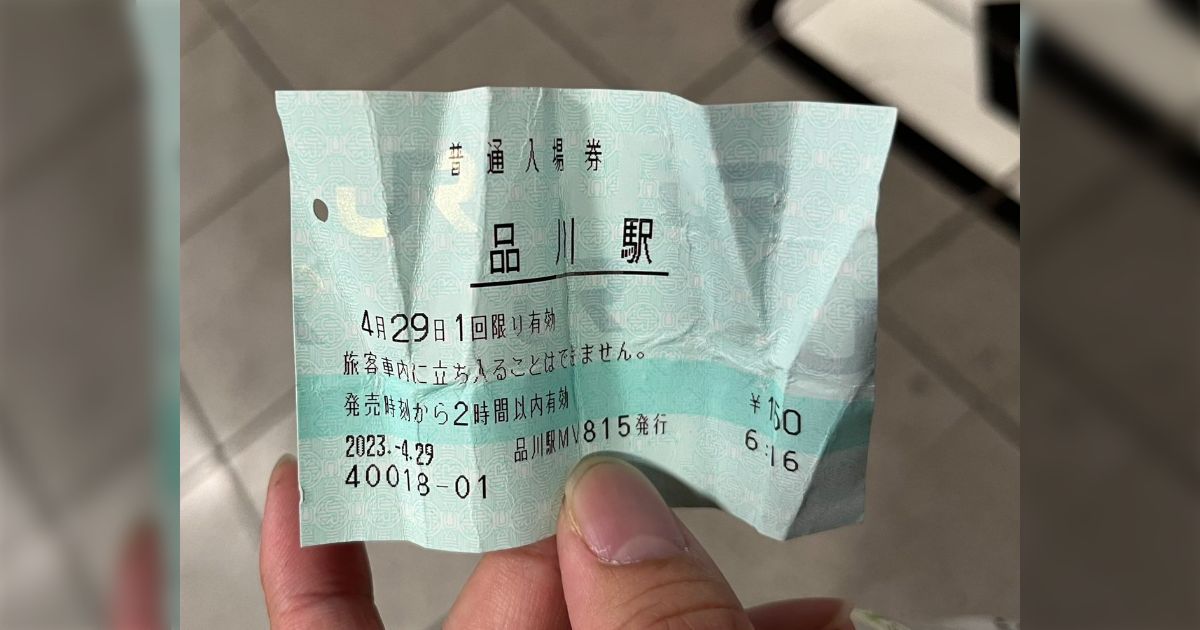 普通入場券
品川駅
4月29日1回限り有効
旅客車内に立ち入ることはできません。
発売時刻から2時間以内有効
¥150
2023.-4.29
品川駅MV815発行
6:16
40018-01